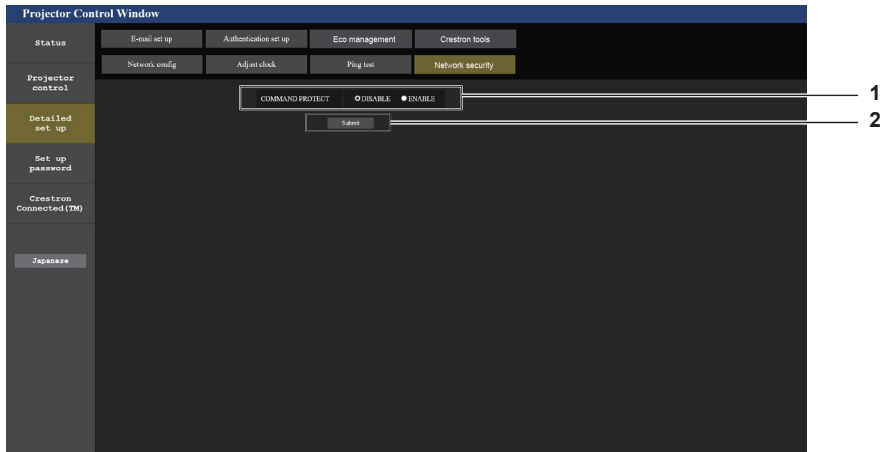 Projector Control Window
Status
E-mail set up
Authentication set up
Eco management
Crestron tools
Network config
Adjust clock
Ping test
Network security
Projector
control
Detailed
set up
Set up
password
Crestron
Connected(TM)
Japanese
COMMAND PROTECT DISABLE ENABLE
Submit
1
2